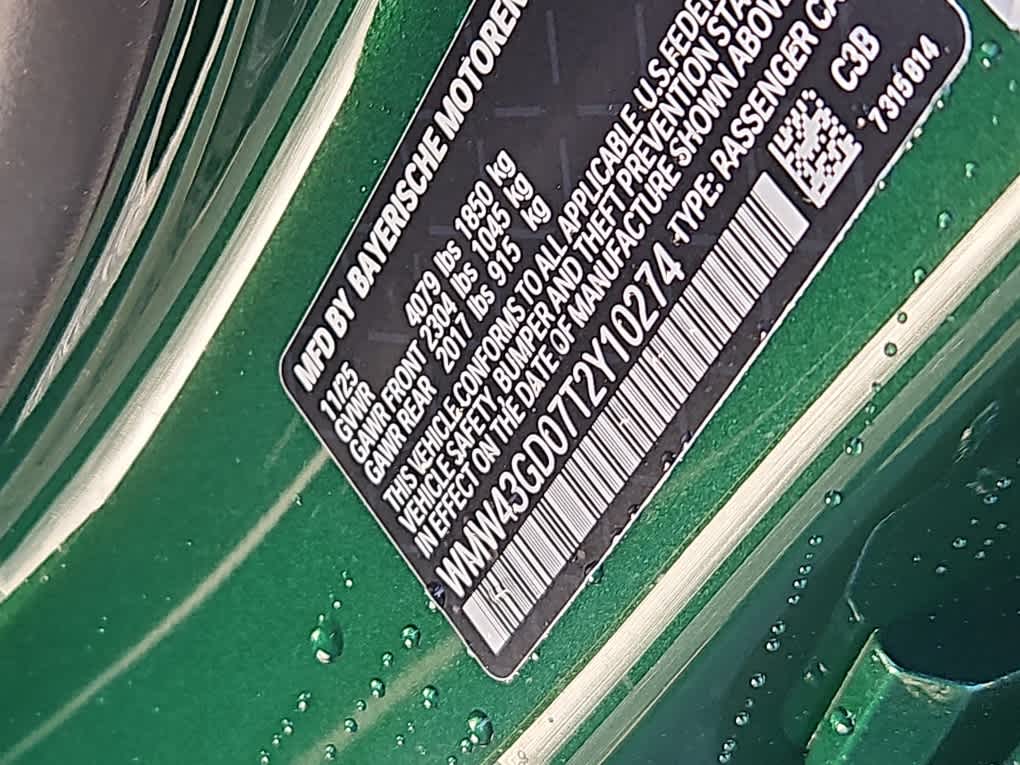 MFD BY BAYERISCHE MOTOREN
11/25
GVWR 4079 lbs 1850 kg
GAWR FRONT 2304 lbs 1045 kg
GAWR REAR 2017 lbs 915 kg
THIS VEHICLE CONFORMS TO ALL APPLICABLE U.S.FEDER
VEHICLE SAFETY, BUMPER AND THEFT PREVENTION STA
IN EFFECT ON THE DATE OF MANUFACTURE SHOWN ABOVE
WMW43GD07T2Y10274 TYPE: PASSENGER CA
C3B
7315614